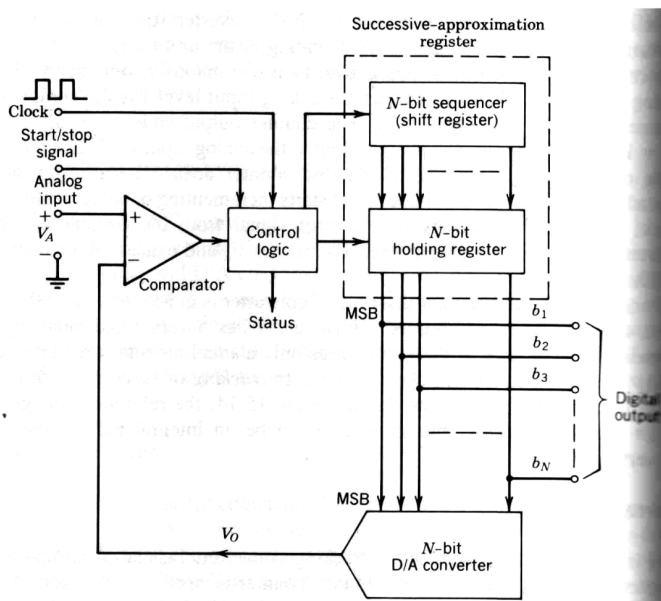 Successive-approximation
register
N-bit sequencer
(shift register)
Clock
Start/stop
signal
Analog
input
+
V_A
−
+
−
Comparator
Control
logic
Status
N-bit
holding register
MSB
b_1
b_2
b_3
b_N
Digital
output
MSB
V_O
N-bit
D/A converter